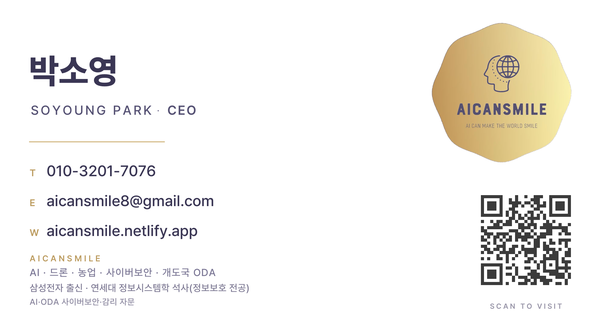 박소영
SOYOUNG PARK · CEO
T 010-3201-7076
E aicansmile8@gmail.com
W aicansmile.netlify.app
AICANSMILE
AI · 드론 · 농업 · 사이버보안 · 개도국 ODA
삼성전자 출신 · 연세대 정보시스템학 석사(정보보호 전공)
AI·ODA 사이버보안·감리 자문
AICANSMILE
AI CAN MAKE THE WORLD SMILE
SCAN TO VISIT